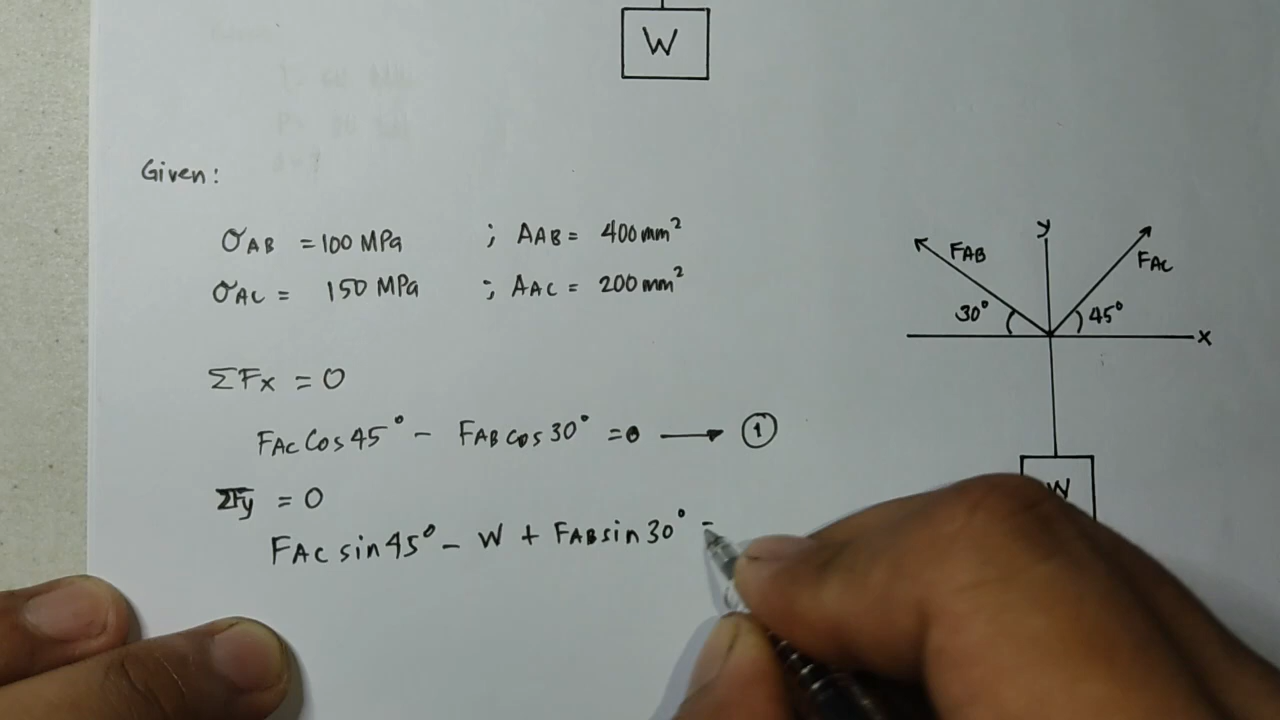 W
Given:
σAB = 100 MPa ; AAB = 400 mm²
σAC = 150 MPa ; AAC = 200 mm²
y
FAB
FAC
30°
45°
x
ΣFx = 0
FAC Cos 45° - FAB cos 30° = 0 → ①
ΣFy = 0
W
FAC sin 45° - W + FAB sin 30° =